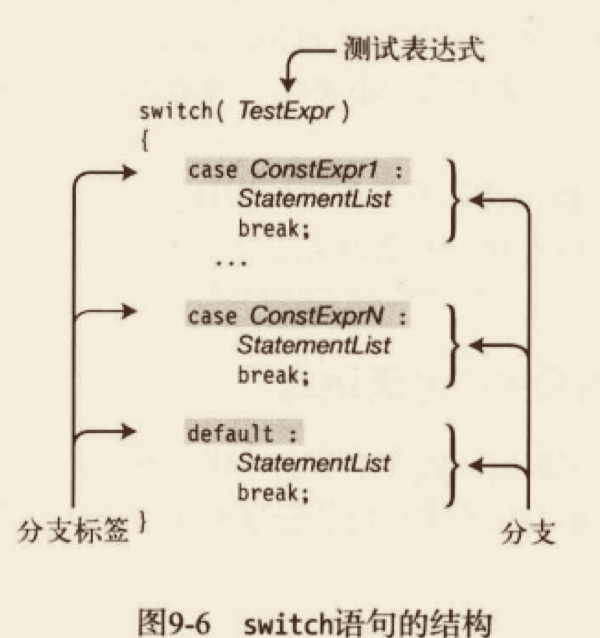 测试表达式
switch( TestExpr )
{
case ConstExpr1 :
StatementList
break;
...
case ConstExprN :
StatementList
break;
default :
StatementList
break;
分支标签 }
分支
图9-6 switch语句的结构